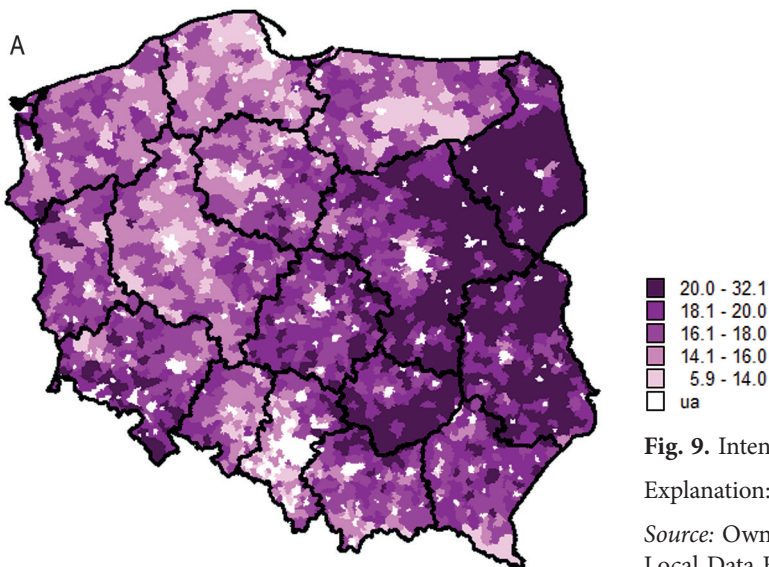 A
20.0 - 32.1
18.1 - 20.0
16.1 - 18.0
14.1 - 16.0
5.9 - 14.0
ua
Fig. 9. Inten
Explanation:
Source: Own
Local Data